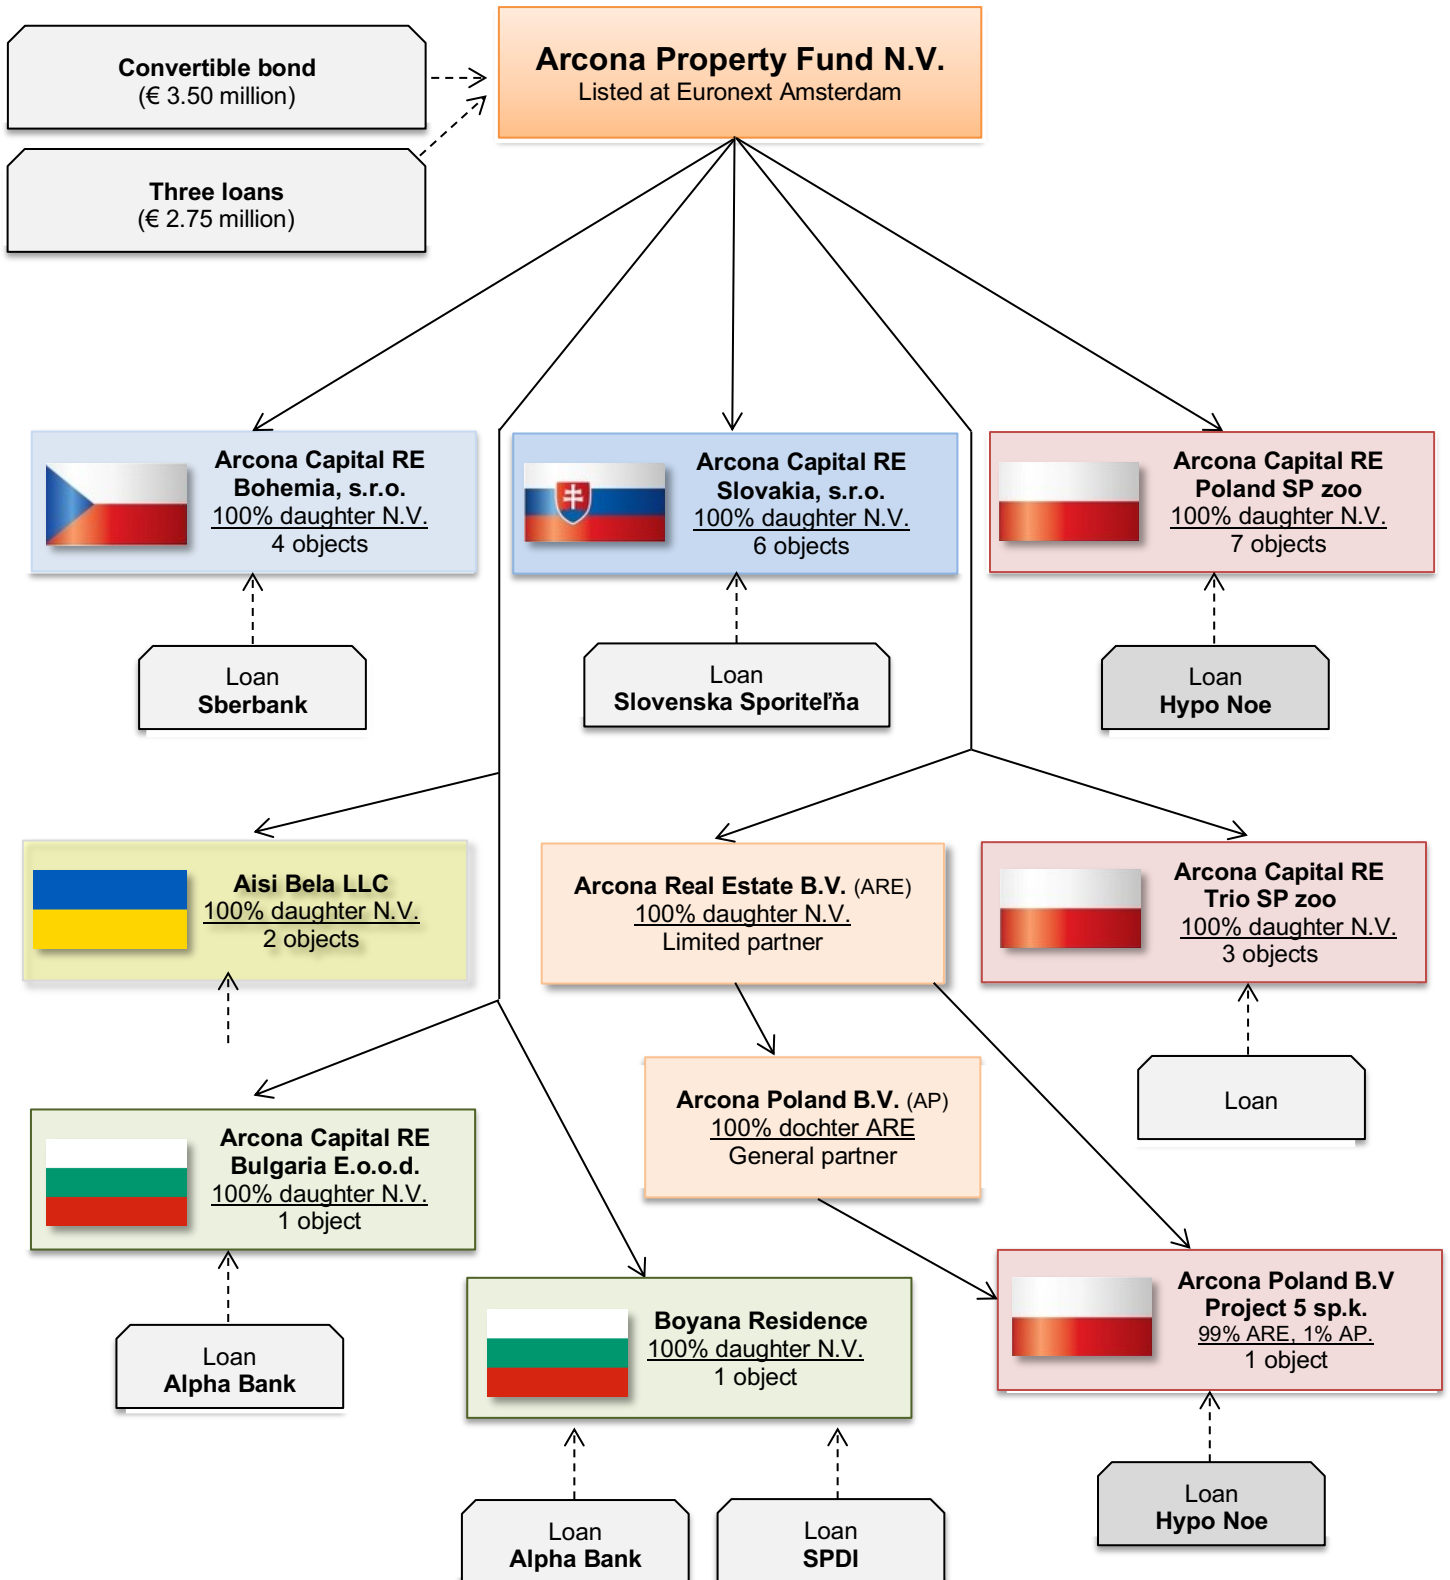 Convertible bond
(€ 3.50 million)
Arcona Property Fund N.V.
Listed at Euronext Amsterdam
Three loans
(€ 2.75 million)
Arcona Capital RE
Bohemia, s.r.o.
100% daughter N.V.
4 objects
Arcona Capital RE
Slovakia, s.r.o.
100% daughter N.V.
6 objects
Arcona Capital RE
Poland SP zoo
100% daughter N.V.
7 objects
Loan
Sberbank
Loan
Slovenska Sporiteľňa
Loan
Hypo Noe
Aisi Bela LLC
100% daughter N.V.
2 objects
Arcona Real Estate B.V. (ARE)
100% daughter N.V.
Limited partner
Arcona Capital RE
Trio SP zoo
100% daughter N.V.
3 objects
Arcona Poland B.V. (AP)
100% dochter ARE
General partner
Loan
Arcona Capital RE
Bulgaria E.o.o.d.
100% daughter N.V.
1 object
Boyana Residence
100% daughter N.V.
1 object
Arcona Poland B.V
Project 5 sp.k.
99% ARE, 1% AP.
1 object
Loan
Alpha Bank
Loan
Alpha Bank
Loan
SPDI
Loan
Hypo Noe